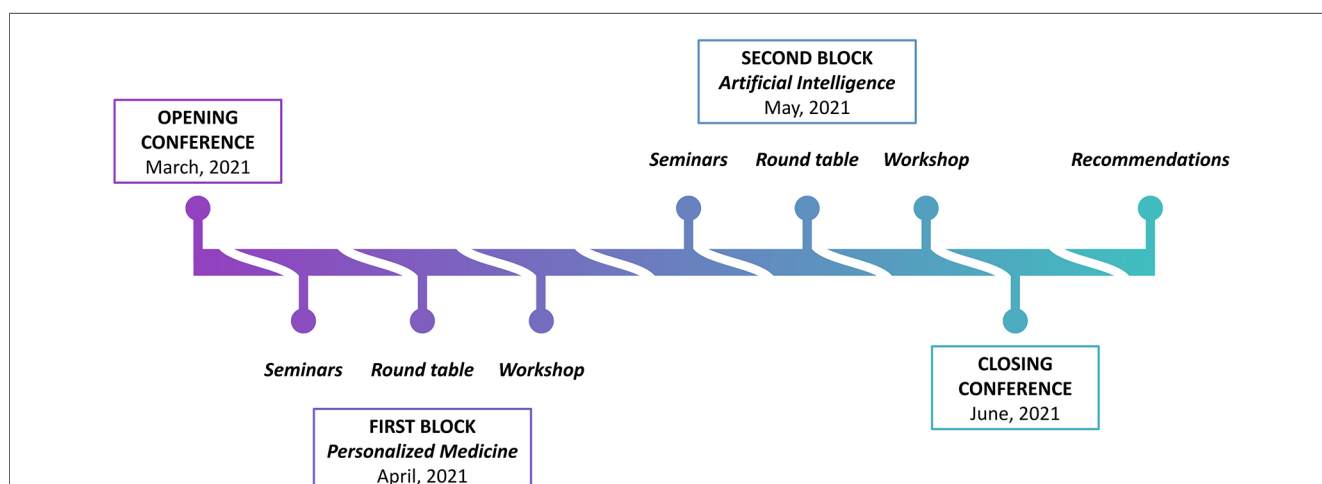 OPENING
CONFERENCE
March, 2021
Seminars Round table Workshop
FIRST BLOCK
Personalized Medicine
April, 2021
SECOND BLOCK
Artificial Intelligence
May, 2021
Seminars Round table Workshop
CLOSING
CONFERENCE
June, 2021
Recommendations